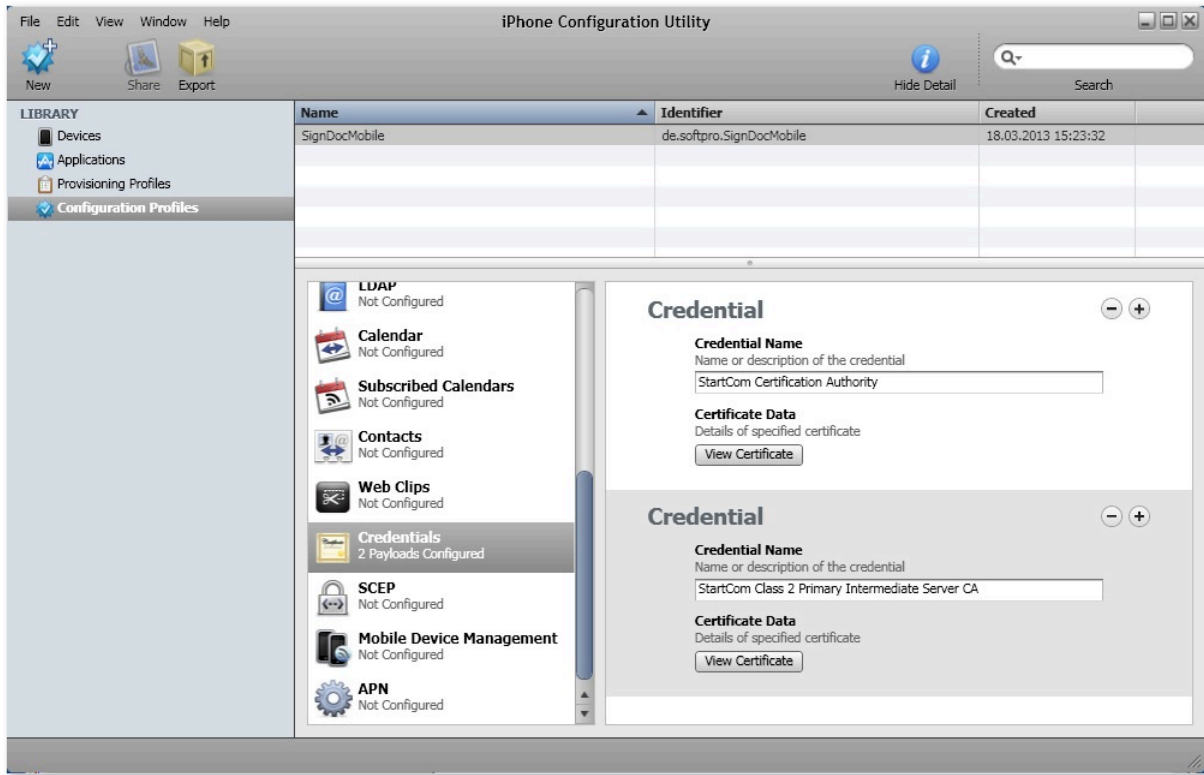 iPhone Configuration Utility
File Edit View Window Help
New Share Export Hide Detail Search
LIBRARY
Devices
Applications
Provisioning Profiles
Configuration Profiles
Name Identifier Created
SignDocMobile de.softpro.SignDocMobile 18.03.2013 15:23:32
LDAP
Not Configured
Calendar
Not Configured
Subscribed Calendars
Not Configured
Contacts
Not Configured
Web Clips
Not Configured
Credentials
2 Payloads Configured
SCEP
Not Configured
Mobile Device Management
Not Configured
APN
Not Configured
Credential
Credential Name
Name or description of the credential
StartCom Certification Authority
Certificate Data
Details of specified certificate
View Certificate
Credential
Credential Name
Name or description of the credential
StartCom Class 2 Primary Intermediate Server CA
Certificate Data
Details of specified certificate
View Certificate